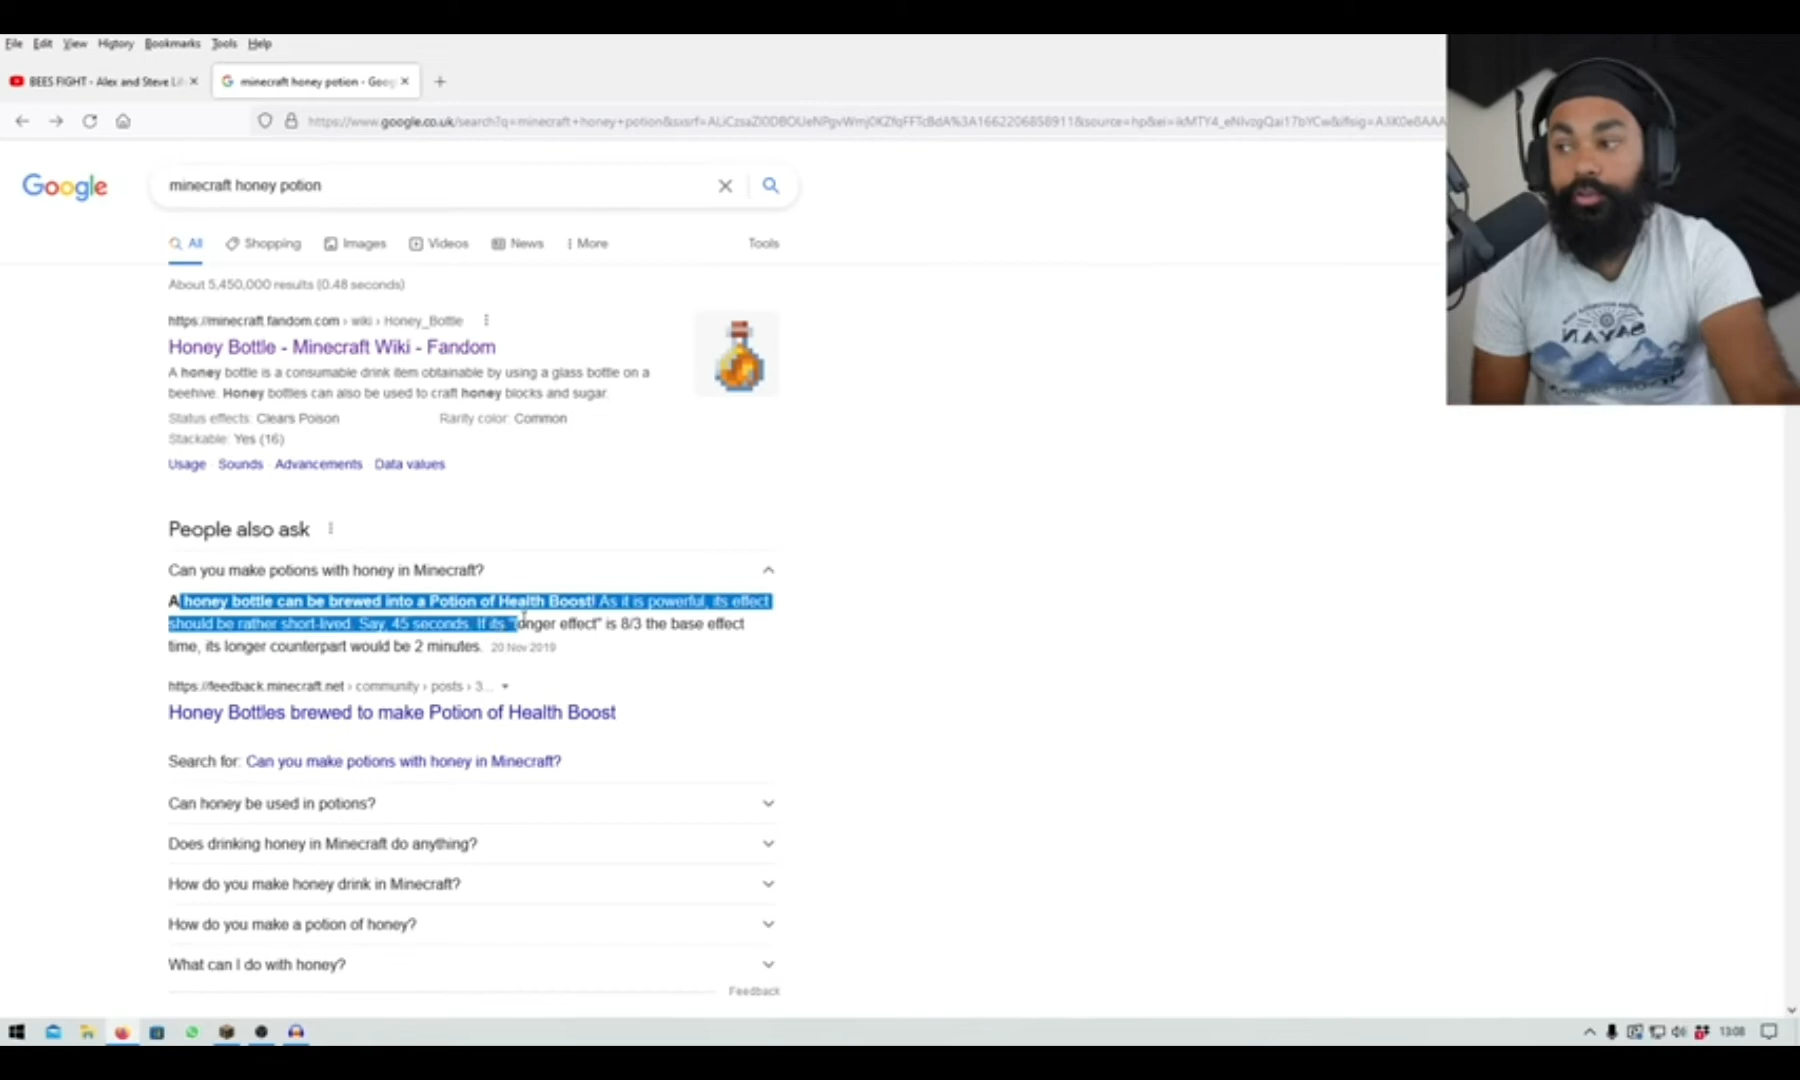 File Edit View History Bookmarks Tools Help
BEES FIGHT - Alex and Steve Li
minecraft honey potion - Goog
google.co.uk/search?q=minecraft+honey+potion
Google
minecraft honey potion
All Shopping Images Videos News More Tools
About 5,450,000 results (0.48 seconds)
https://minecraft.fandom.com › wiki › Honey_Bottle
Honey Bottle - Minecraft Wiki - Fandom
A honey bottle is a consumable drink item obtainable by using a glass bottle on a
beehive. Honey bottles can also be used to craft honey blocks and sugar.
Status effects: Clears Poison Rarity color: Common
Stackable: Yes (16)
Usage Sounds Advancements Data values
People also ask
Can you make potions with honey in Minecraft?
A honey bottle can be brewed into a Potion of Health Boost! As it is powerful, its effect
should be rather short-lived. Say, 45 seconds. If its "longer effect" is 8/3 the base effect
time, its longer counterpart would be 2 minutes. 20 Nov 2019
https://feedback.minecraft.net › community › posts › 3...
Honey Bottles brewed to make Potion of Health Boost
Search for: Can you make potions with honey in Minecraft?
Can honey be used in potions?
Does drinking honey in Minecraft do anything?
How do you make honey drink in Minecraft?
How do you make a potion of honey?
What can I do with honey?
Feedback
13:08